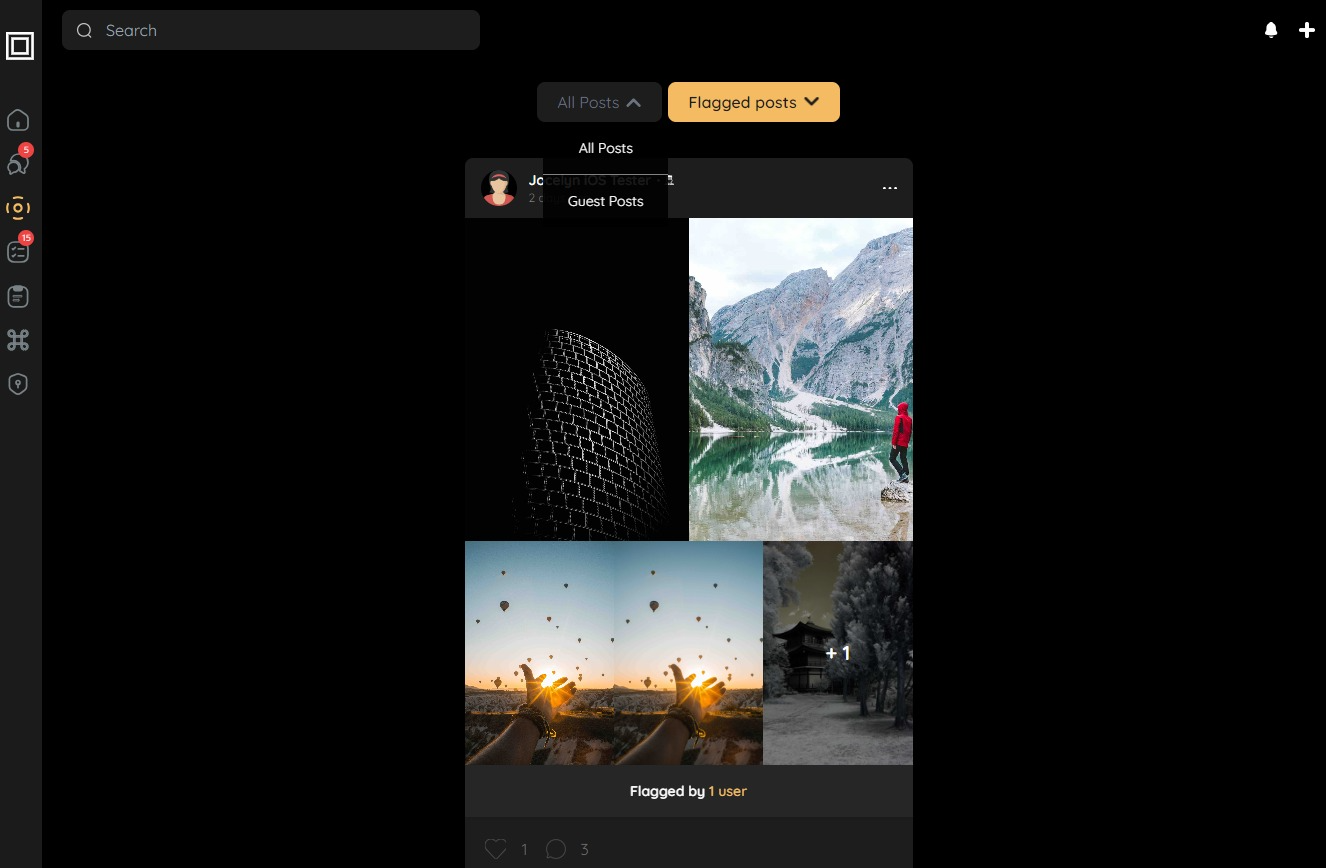 Search
All Posts
Flagged posts
All Posts
5
Jocelyn iOS Tester
2 d
Guest Posts
15
+ 1
Flagged by 1 user
1
3